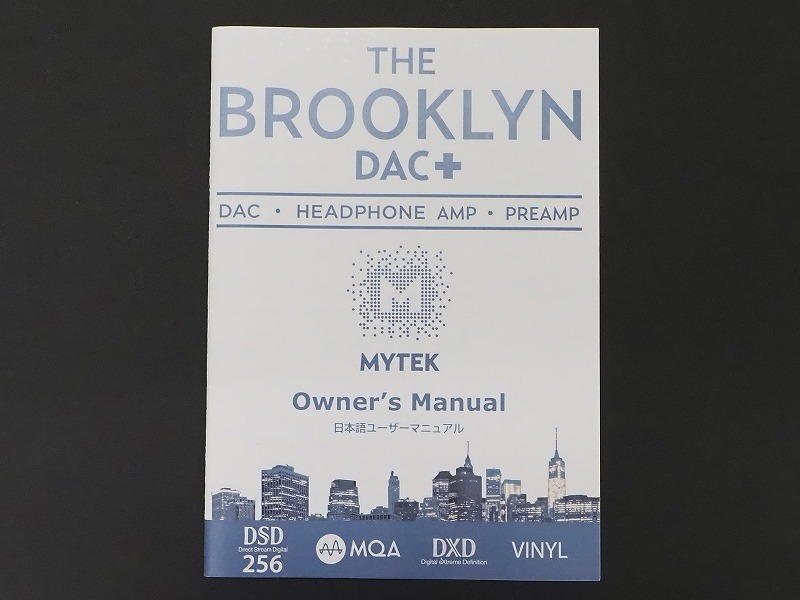 THE
BROOKLYN
DAC+
DAC • HEADPHONE AMP • PREAMP
M
MYTEK
Owner's Manual
日本語ユーザーマニュアル
DSD
Direct Stream Digital
256
MQA
DXD
Digital eXtreme Definition
VINYL